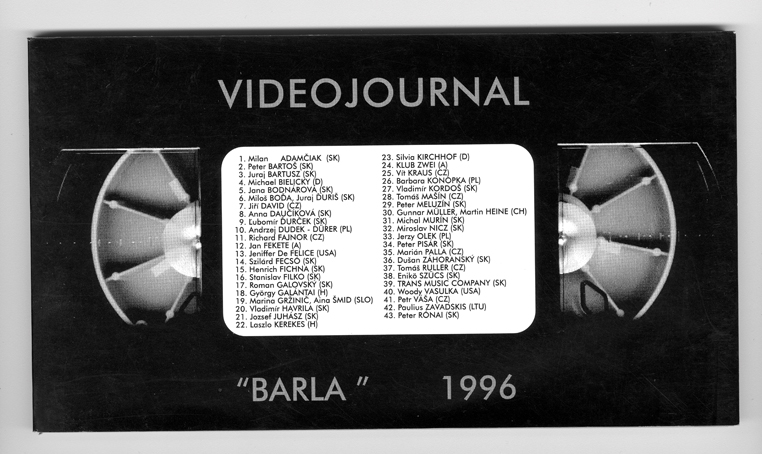 VIDEOJOURNAL
1. Milan ADAMČIAK (SK)
2. Peter BARTOŠ (SK)
3. Juraj BARTUSZ (SK)
4. Michael BIELICKÝ (D)
5. Jana BODNÁROVÁ (SK)
6. Miloš BOĎA, Juraj ĎURIŠ (SK)
7. Jiří DAVID (CZ)
8. Anna DAUČÍKOVÁ (SK)
9. Ľubomír ĎURČEK (SK)
10. Andrzej DUDEK - DÜRER (PL)
11. Richard FAJNOR (CZ)
12. Jan FEKETE (A)
13. Jeniffer De FELICE (USA)
14. Szilárd FECSÓ (SK)
15. Henrich FICHNA (SK)
16. Stanislav FILKO (SK)
17. Roman GALOVSKÝ (SK)
18. György GALANTAI (H)
19. Marina GRŽINIČ, Aina ŠMID (SLO)
20. Vladimír HAVRILA (SK)
21. Jozsef JUHÁSZ (SK)
22. Laszlo KEREKES (H)
23. Silvia KIRCHHOF (D)
24. KLUB ZWEI (A)
25. Vít KRAUS (CZ)
26. Barbara KONOPKA (PL)
27. Vladimír KORDOŠ (SK)
28. Tomáš MAŠÍN (CZ)
29. Peter MELUZÍN (SK)
30. Gunnar MÜLLER, Martin HEINE (CH)
31. Michal MURIN (SK)
32. Miroslav NICZ (SK)
33. Jerzy OLEK (PL)
34. Peter PISÁR (SK)
35. Marián PALLA (CZ)
36. Dušan ZAHORANSKÝ (SK)
37. Tomáš RULLER (CZ)
38. Enikö SZÜCS (SK)
39. TRANS MUSIC COMPANY (SK)
40. Woody VASULKA (USA)
41. Petr VÁŠA (CZ)
42. Paulius ZAVADSKIS (LTU)
43. Peter RÓNAI (SK)
"BARLA " 1996